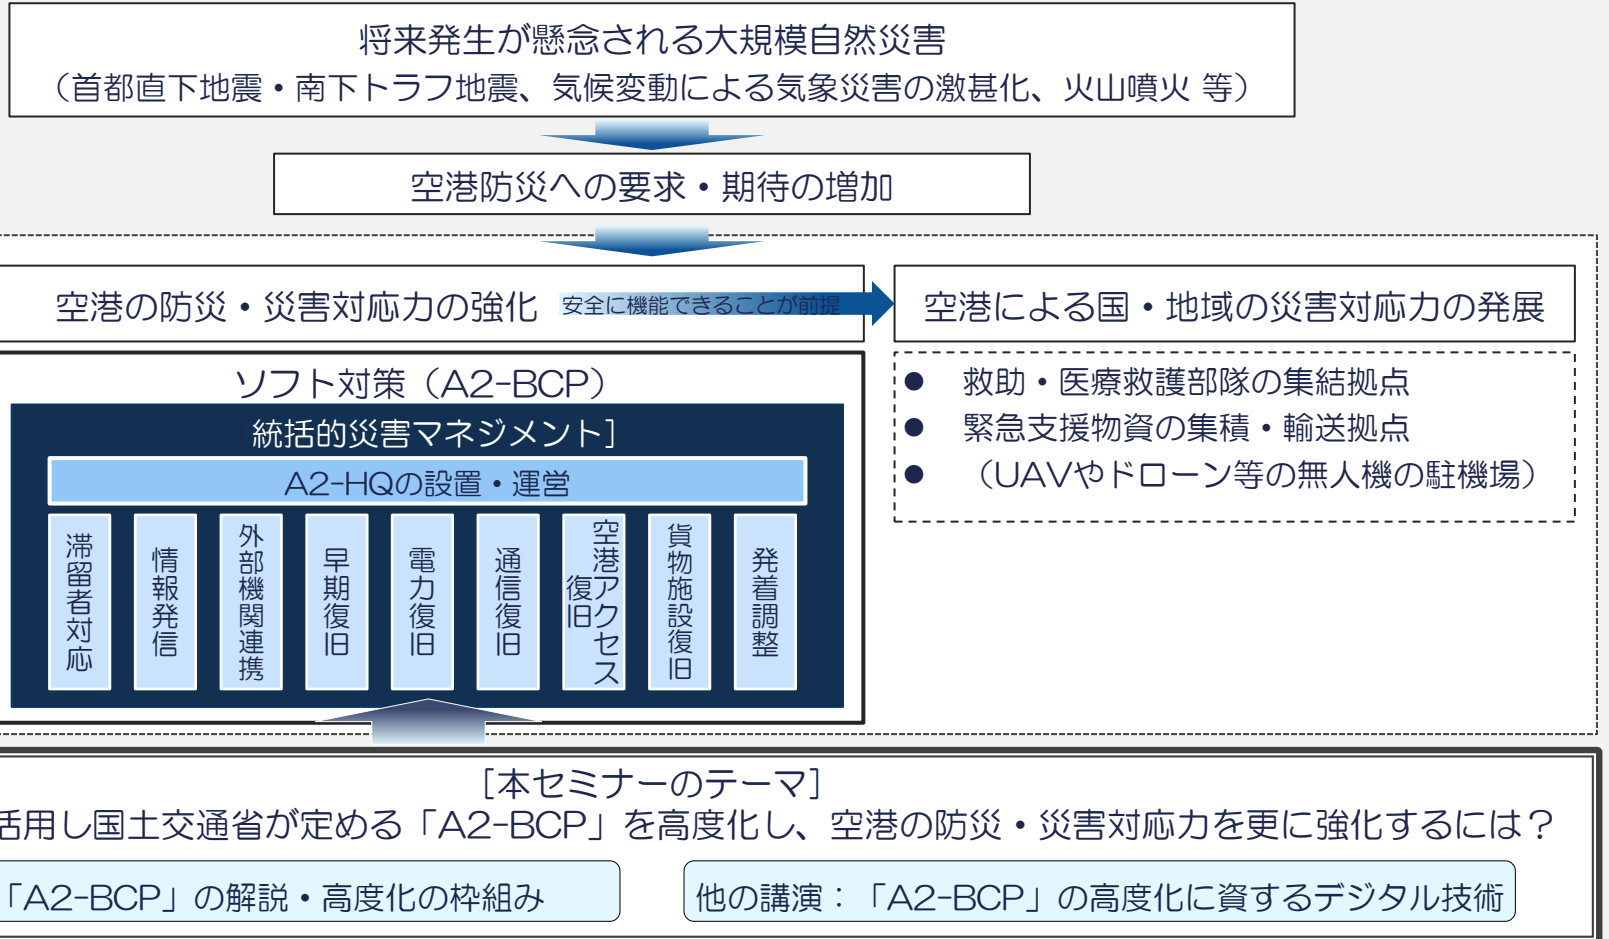 将来発生が懸念される大規模自然災害
（首都直下地震・南下トラフ地震、気候変動による気象災害の激甚化、火山噴火 等）
空港防災への要求・期待の増加
空港の防災・災害対応力の強化
安全に機能できることが前提
空港による国・地域の災害対応力の発展
ソフト対策（A2-BCP）
[統括的災害マネジメント]
A2-HQの設置・運営
滞留者対応
情報発信
外部機関連携
早期復旧
電力復旧
通信復旧
空港アクセス
復旧
貨物施設復旧
発着調整
● 救助・医療救護部隊の集結拠点
● 緊急支援物資の集積・輸送拠点
● （UAVやドローン等の無人機の駐機場）
[本セミナーのテーマ]
活用し国土交通省が定める「A2-BCP」を高度化し、空港の防災・災害対応力を更に強化するには？
「A2-BCP」の解説・高度化の枠組み
他の講演：「A2-BCP」の高度化に資するデジタル技術